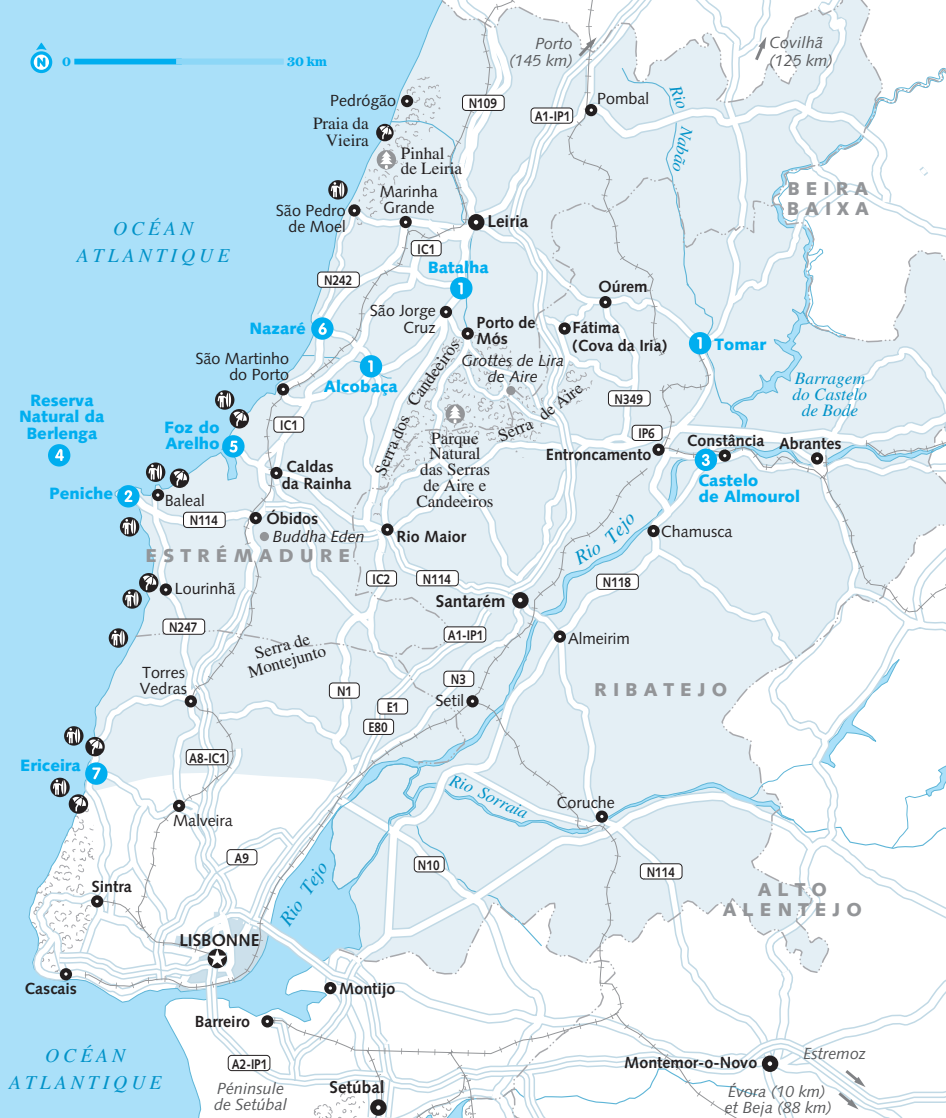 N
0
30 km
Porto
(145 km)
Covilhã
(125 km)
Pedrógão
N109
A1-IP1
Pombal
Rio Nabão
Praia da
Vieira
Pinhal
de Leiria
BEIRA
BAIXA
Marinha
Grande
São Pedro
de Moel
Leiria
OCÉAN
ATLANTIQUE
IC1
Batalha
1
N242
Oúrem
São Jorge
Cruz
Nazaré
6
Porto de
Mós
Fátima
(Cova da Iria)
1
Tomar
São Martinho
do Porto
1
Alcobaça
Grottes de Lira
de Aire
Serra dos Candeeiros
Serra de Aire
Barragem
do Castelo
de Bode
Reserva
Natural da
Berlenga
4
N349
IC1
Foz do
Arelho
5
Parque
Natural
das Serras
de Aire e
Candeeiros
IP6
Entroncamento
Constância
Abrantes
3
Castelo
de Almourol
Caldas
da Rainha
Peniche
2
Baleal
N114
Óbidos
Buddha Eden
Rio Maior
Rio Tejo
Chamusca
ESTRÉMADURE
Lourinhã
IC2
N114
N118
Santarém
N247
A1-IP1
Almeirim
Serra de
Montejunto
Torres
Vedras
N1
N3
Setil
RIBATEJO
E1
E80
A8-IC1
Ericeira
7
Rio Sorraia
Coruche
Malveira
A9
N10
N114
Sintra
Rio Tejo
ALTO
ALENTEJO
LISBONNE
Cascais
Montijo
Barreiro
OCÉAN
ATLANTIQUE
A2-IP1
Péninsule
de Setúbal
Setúbal
Montemor-o-Novo
Estremoz
Évora (10 km)
et Beja (88 km)